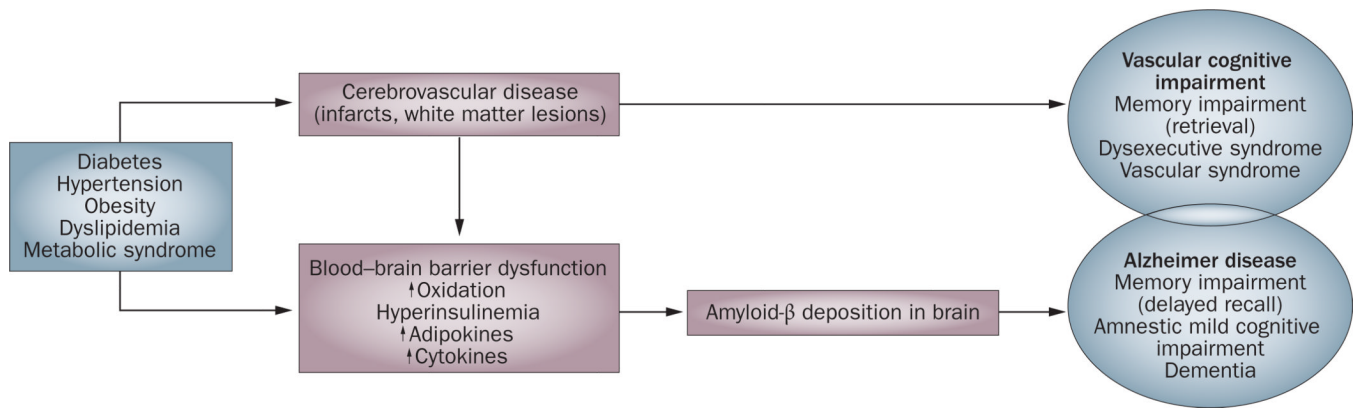 Diabetes
Hypertension
Obesity
Dyslipidemia
Metabolic syndrome
Cerebrovascular disease
(infarcts, white matter lesions)
Blood–brain barrier dysfunction
↑Oxidation
Hyperinsulinemia
↑Adipokines
↑Cytokines
Amyloid-β deposition in brain
Vascular cognitive
impairment
Memory impairment
(retrieval)
Dysexecutive syndrome
Vascular syndrome
Alzheimer disease
Memory impairment
(delayed recall)
Amnestic mild cognitive
impairment
Dementia